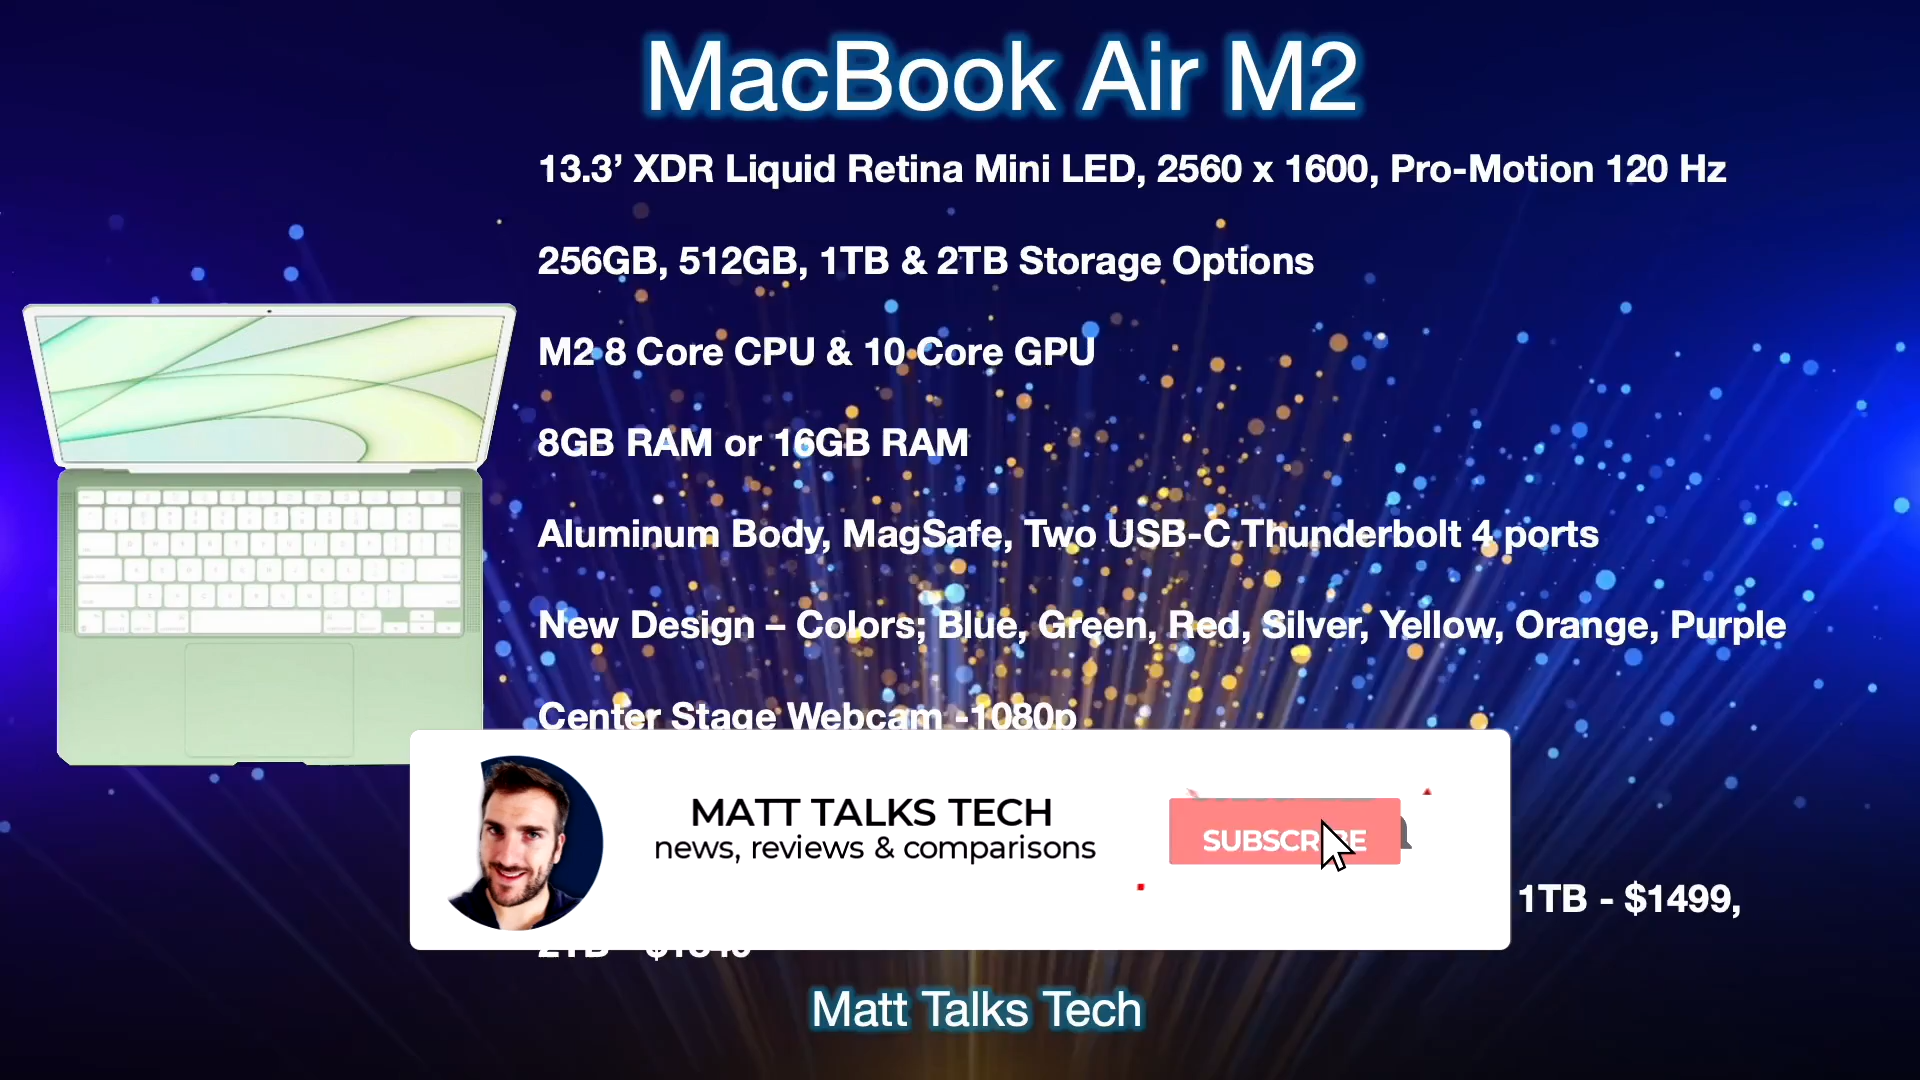 MacBook Air M2
13.3’ XDR Liquid Retina Mini LED, 2560 x 1600, Pro-Motion 120 Hz
256GB, 512GB, 1TB & 2TB Storage Options
M2 8 Core CPU & 10 Core GPU
8GB RAM or 16GB RAM
Aluminum Body, MagSafe, Two USB-C Thunderbolt 4 ports
New Design – Colors; Blue, Green, Red, Silver, Yellow, Orange, Purple
Center Stage Webcam -1080p
MATT TALKS TECH
news, reviews & comparisons
SUBSCRIBE
1TB - $1499,
Matt Talks Tech